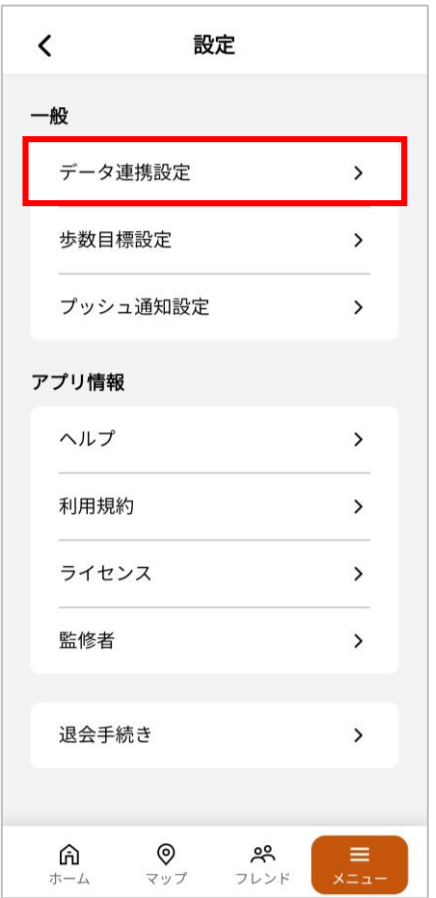 設定
一般
データ連携設定
歩数目標設定
プッシュ通知設定
アプリ情報
ヘルプ
利用規約
ライセンス
監修者
退会手続き
ホーム
マップ
フレンド
メニュー